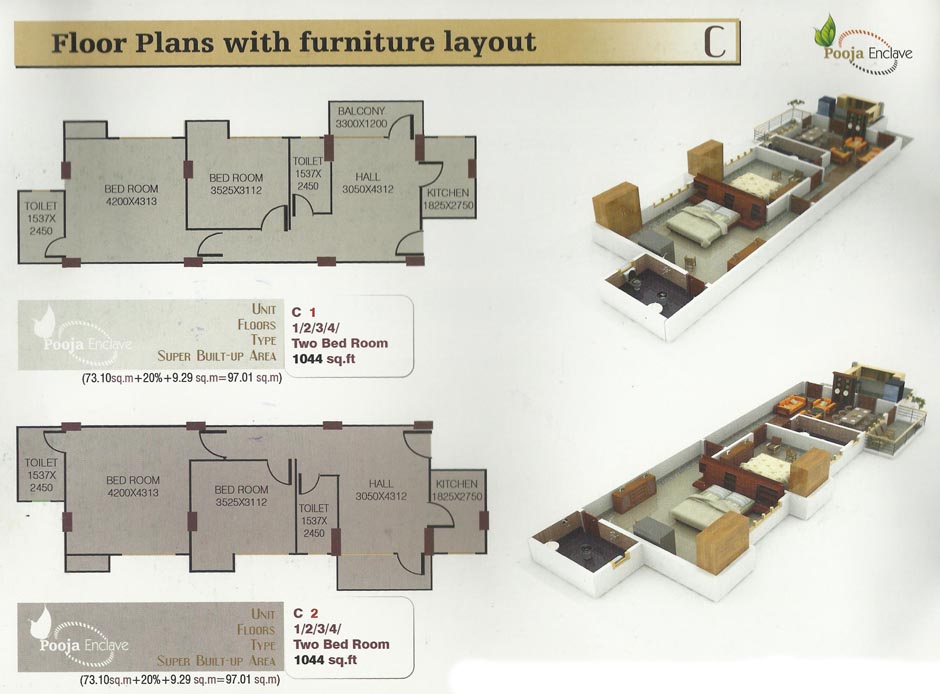 Floor Plans with furniture layout
C
Pooja Enclave
BALCONY
3300X1200
TOILET
1537X
2450
BED ROOM
4200X4313
BED ROOM
3525X3112
TOILET
1537X
2450
HALL
3050X4312
KITCHEN
1825X2750
Pooja Enclave
UNIT C 1
FLOORS 1/2/3/4/
TYPE Two Bed Room
SUPER BUILT-UP AREA 1044 sq.ft
(73.10sq.m+20%+9.29 sq.m=97.01 sq.m)
TOILET
1537X
2450
BED ROOM
4200X4313
BED ROOM
3525X3112
TOILET
1537X
2450
HALL
3050X4312
KITCHEN
1825X2750
Pooja Enclave
UNIT C 2
FLOORS 1/2/3/4/
TYPE Two Bed Room
SUPER BUILT-UP AREA 1044 sq.ft
(73.10sq.m+20%+9.29 sq.m=97.01 sq.m)